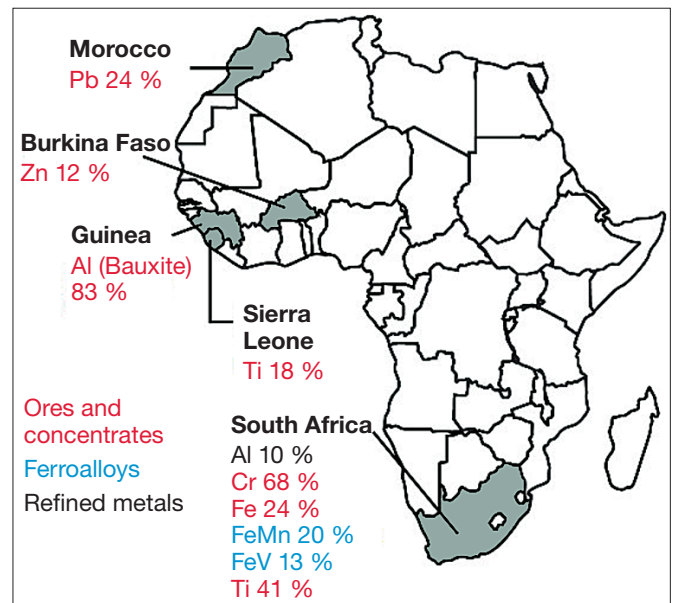 Morocco
Pb 24 %
Burkina Faso
Zn 12 %
Guinea
Al (Bauxite)
83 %
Sierra
Leone
Ti 18 %
Ores and
concentrates
Ferroalloys
Refined metals
South Africa
Al 10 %
Cr 68 %
Fe 24 %
FeMn 20 %
FeV 13 %
Ti 41 %